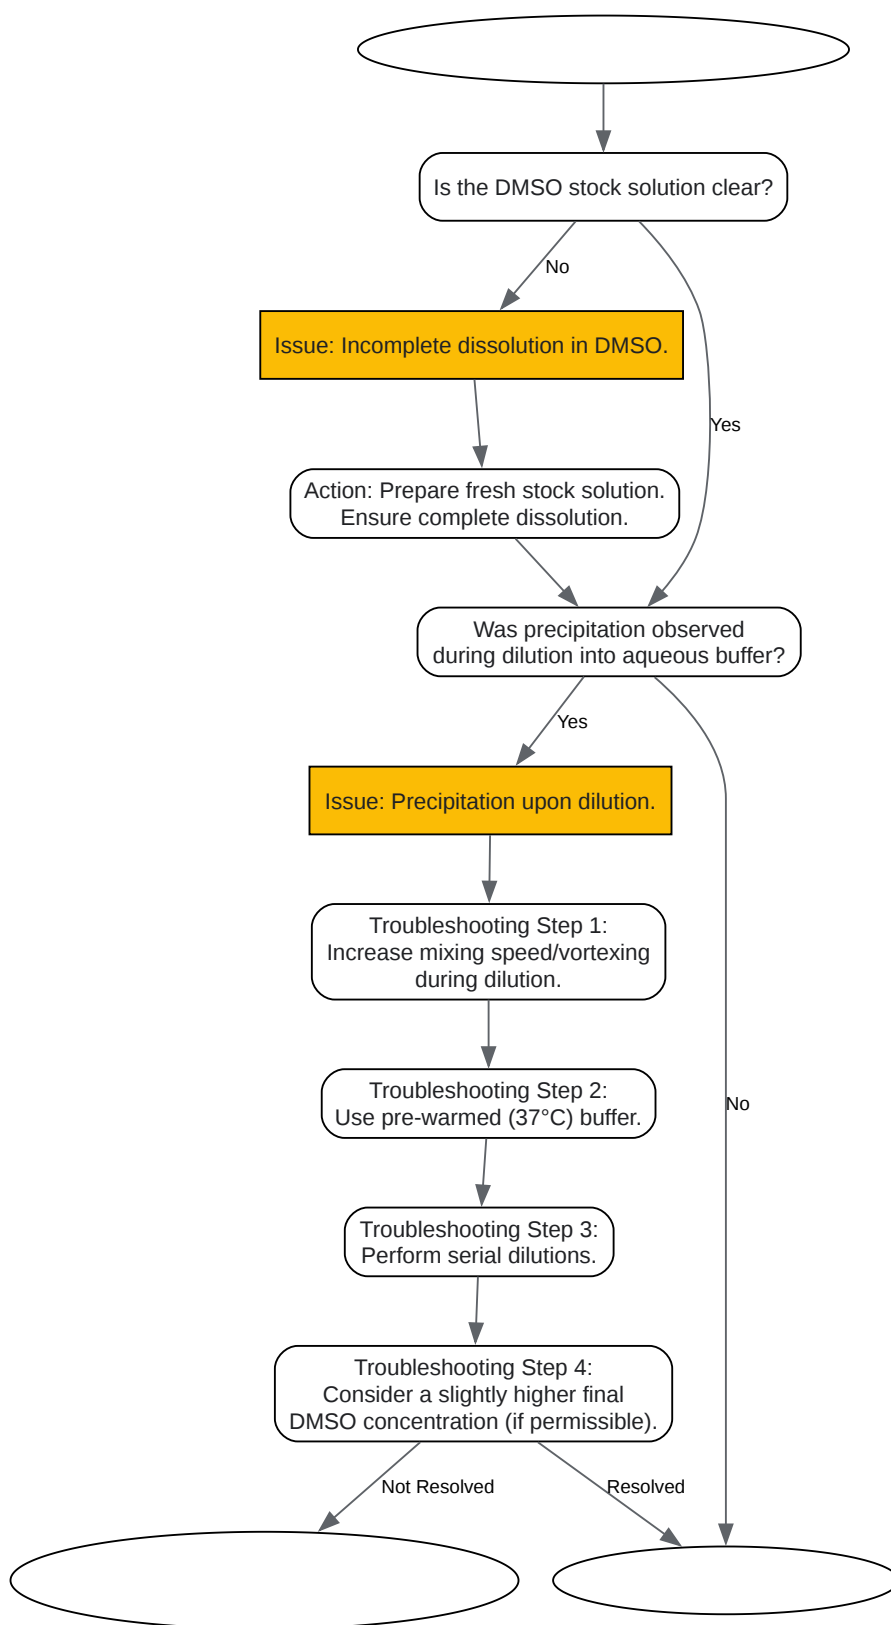 Is the DMSO stock solution clear?
No
Issue: Incomplete dissolution in DMSO.
Yes
Action: Prepare fresh stock solution.
Ensure complete dissolution.
Was precipitation observed
during dilution into aqueous buffer?
Yes
Issue: Precipitation upon dilution.
Troubleshooting Step 1:
Increase mixing speed/vortexing
during dilution.
Troubleshooting Step 2:
Use pre-warmed (37°C) buffer.
No
Troubleshooting Step 3:
Perform serial dilutions.
Troubleshooting Step 4:
Consider a slightly higher final
DMSO concentration (if permissible).
Not Resolved
Resolved